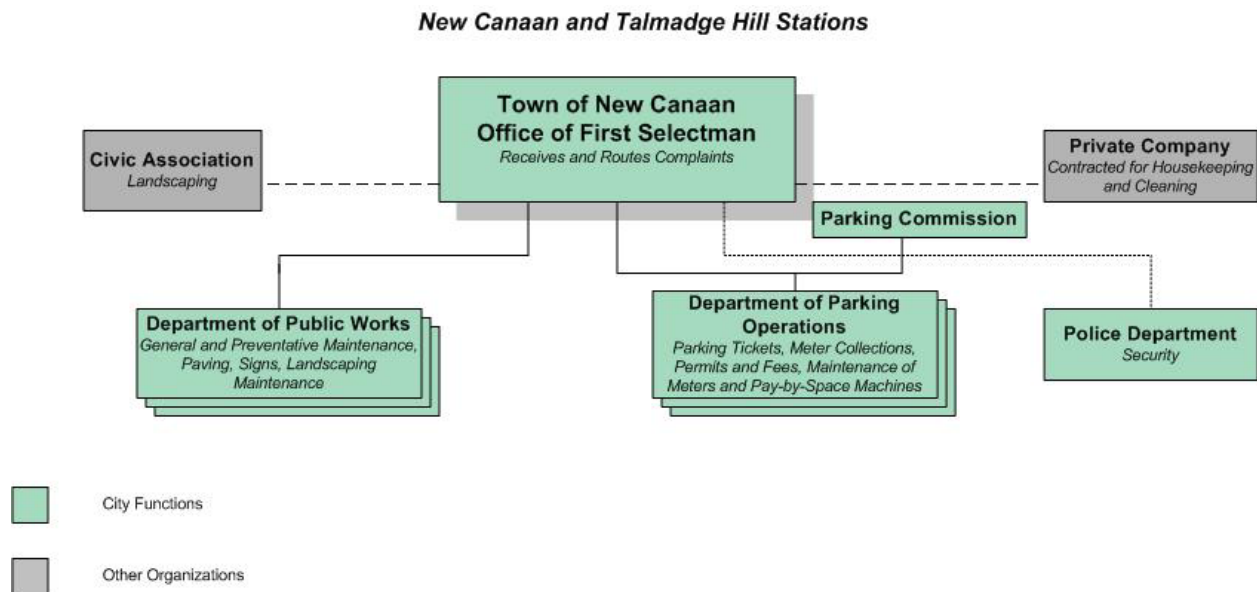 New Canaan and Talmadge Hill Stations
Town of New Canaan
Office of First Selectman
Receives and Routes Complaints
Civic Association
Landscaping
Private Company
Contracted for Housekeeping
and Cleaning
Parking Commission
Department of Public Works
General and Preventative Maintenance,
Paving, Signs, Landscaping
Maintenance
Department of Parking
Operations
Parking Tickets, Meter Collections,
Permits and Fees, Maintenance of
Meters and Pay-by-Space Machines
Police Department
Security
City Functions
Other Organizations